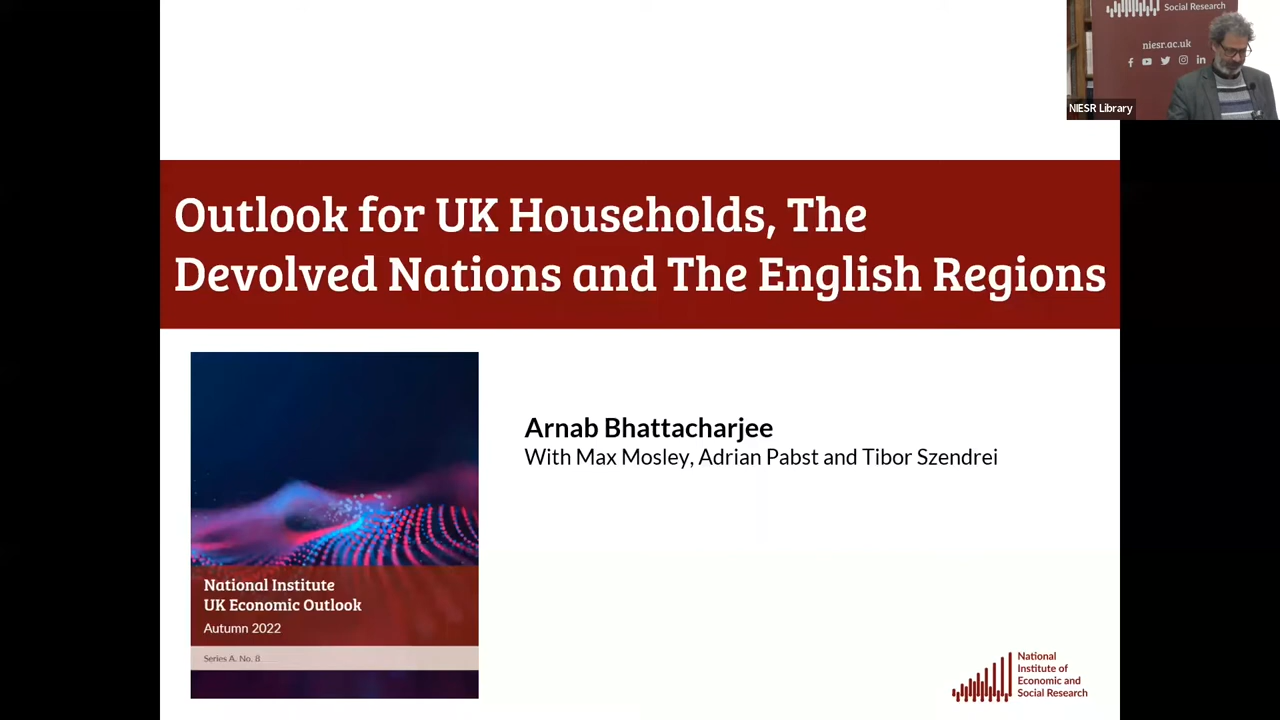 Social Research
niesr.ac.uk
NIESR Library
Outlook for UK Households, The
Devolved Nations and The English Regions
Arnab Bhattacharjee
With Max Mosley, Adrian Pabst and Tibor Szendrei
National Institute
UK Economic Outlook
Autumn 2022
Series A. No. 8
National
Institute of
Economic and
Social Research